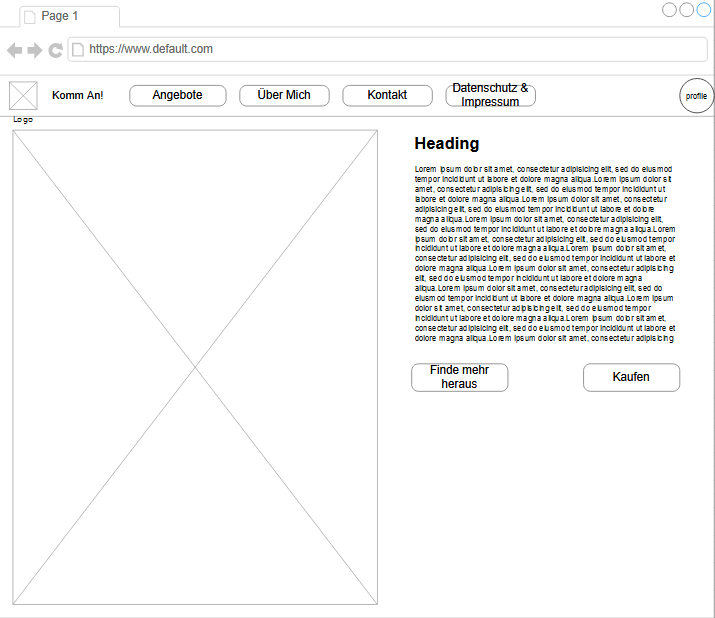 Page 1
https://www.default.com
Komm An!
Angebote
Über Mich
Kontakt
Datenschutz &
Impressum
profile
Logo
Heading
Lorem ipsum dolor sit amet, consectetur adipisicing elit, sed do eiusmod
tempor incididunt ut labore et dolore magna aliqua.Lorem ipsum dolor sit
amet, consectetur adipisicing elit, sed do eiusmod tempor incididunt ut
labore et dolore magna aliqua.Lorem ipsum dolor sit amet, consectetur
adipisicing elit, sed do eiusmod tempor incididunt ut labore et dolore
magna aliqua.Lorem ipsum dolor sit amet, consectetur adipisicing elit,
sed do eiusmod tempor incididunt ut labore et dolore magna aliqua.Lorem
ipsum dolor sit amet, consectetur adipisicing elit, sed do eiusmod tempor
incididunt ut labore et dolore magna aliqua.Lorem ipsum dolor sit amet,
consectetur adipisicing elit, sed do eiusmod tempor incididunt ut labore et
dolore magna aliqua.Lorem ipsum dolor sit amet, consectetur adipisicing
elit, sed do eiusmod tempor incididunt ut labore et dolore magna
aliqua.Lorem ipsum dolor sit amet, consectetur adipisicing elit, sed do
eiusmod tempor incididunt ut labore et dolore magna aliqua.Lorem ipsum
dolor sit amet, consectetur adipisicing elit, sed do eiusmod tempor
incididunt ut labore et dolore magna aliqua.Lorem ipsum dolor sit amet,
consectetur adipisicing elit, sed do eiusmod tempor incididunt ut labore et
dolore magna aliqua.Lorem ipsum dolor sit amet, consectetur adipisicing
Finde mehr
heraus
Kaufen